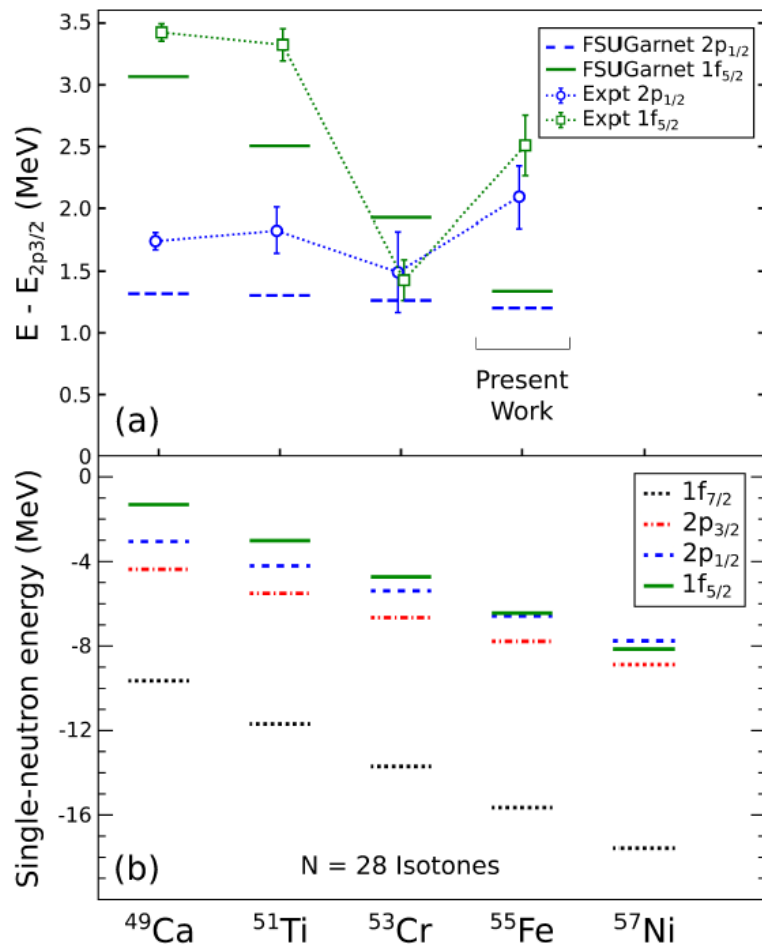 3.5
3.0
2.5
2.0
1.5
1.0
0.5
0
E - E2p3/2 (MeV)
FSUGarnet 2p1/2
FSUGarnet 1f5/2
Expt 2p1/2
Expt 1f5/2
Present
Work
(a)
0
-4
-8
-12
-16
Single-neutron energy (MeV)
1f7/2
2p3/2
2p1/2
1f5/2
(b)
N = 28 Isotones
49Ca 51Ti 53Cr 55Fe 57Ni